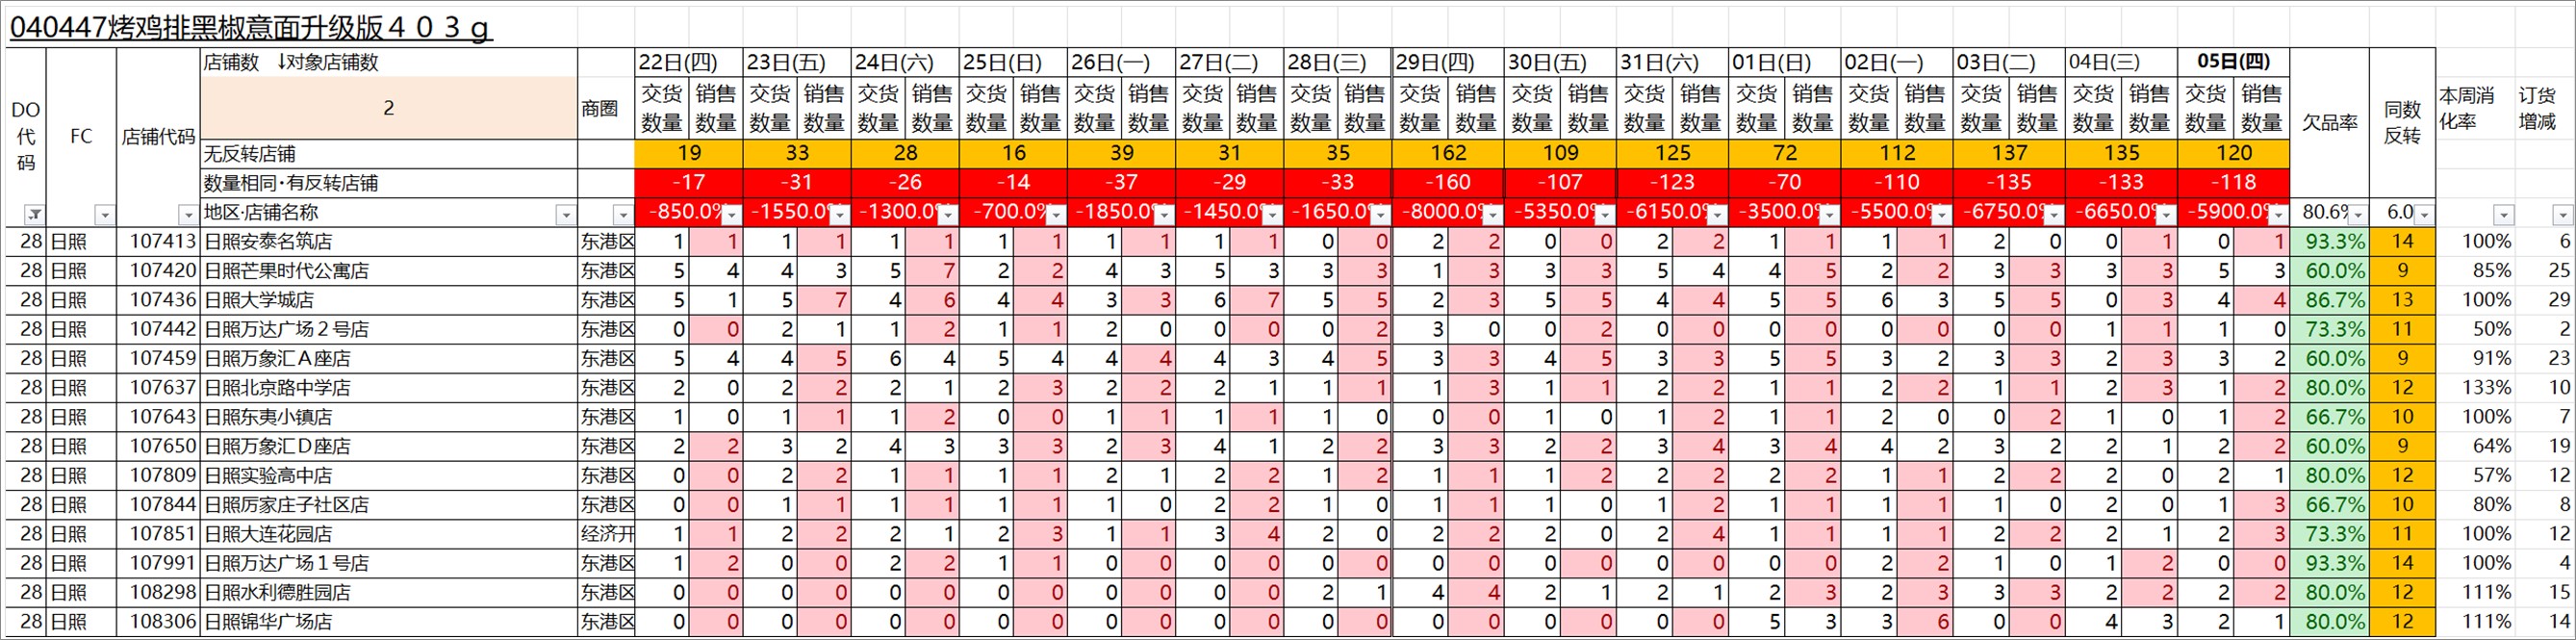 040447烤鸡排黑椒意面升级版４０３ｇ
店铺数 ↓对象店铺数 22日(四) 23日(五) 24日(六) 25日(日) 26日(一) 27日(二) 28日(三) 29日(四) 30日(五) 31日(六) 01日(日) 02日(一) 03日(二) 04日(三) 05日(四)
DO代码 FC 店铺代码 2 商圈 交货数量 销售数量 交货数量 销售数量 交货数量 销售数量 交货数量 销售数量 交货数量 销售数量 交货数量 销售数量 交货数量 销售数量 交货数量 销售数量 交货数量 销售数量 交货数量 销售数量 交货数量 销售数量 交货数量 销售数量 交货数量 销售数量 交货数量 销售数量 交货数量 销售数量 欠品率 同数反转 本周消化率 订货增减
无反转店铺 19 33 28 16 39 31 35 162 109 125 72 112 137 135 120
数量相同·有反转店铺 -17 -31 -26 -14 -37 -29 -33 -160 -107 -123 -70 -110 -135 -133 -118
地区·店铺名称 -850.0% -1550.0% -1300.0% -700.0% -1850.0% -1450.0% -1650.0% -8000.0% -5350.0% -6150.0% -3500.0% -5500.0% -6750.0% -6650.0% -5900.0% 80.6% 6.0
28 日照 107413 日照安泰名筑店 东港区 1 1 1 1 1 1 1 1 1 1 1 1 0 0 2 2 0 0 2 2 1 1 1 1 2 0 0 1 0 1 93.3% 14 100% 6
28 日照 107420 日照芒果时代公寓店 东港区 5 4 4 3 5 7 2 2 4 3 5 3 3 3 1 3 3 3 5 4 4 5 2 2 3 3 3 3 5 3 60.0% 9 85% 25
28 日照 107436 日照大学城店 东港区 5 1 5 7 4 6 4 4 3 3 6 7 5 5 2 3 5 5 4 4 5 5 6 3 5 5 0 3 4 4 86.7% 13 100% 29
28 日照 107442 日照万达广场２号店 东港区 0 0 2 1 1 2 1 1 2 0 0 0 0 2 3 0 0 2 0 0 0 0 0 0 0 0 1 1 1 0 73.3% 11 50% 2
28 日照 107459 日照万象汇Ａ座店 东港区 5 4 4 5 6 4 5 4 4 4 4 3 4 5 3 3 4 5 3 3 5 5 3 2 3 3 2 3 3 2 60.0% 9 91% 23
28 日照 107637 日照北京路中学店 东港区 2 0 2 2 2 1 2 3 2 2 2 1 1 1 1 3 1 1 2 2 1 1 2 2 1 1 2 3 1 2 80.0% 12 133% 10
28 日照 107643 日照东夷小镇店 东港区 1 0 1 1 1 2 0 0 1 1 1 1 1 0 0 0 1 0 1 2 1 1 2 0 0 2 1 0 1 2 66.7% 10 100% 7
28 日照 107650 日照万象汇Ｄ座店 东港区 2 2 3 2 4 3 3 3 2 3 4 1 2 2 3 3 2 2 3 4 3 4 4 2 3 2 2 1 2 2 60.0% 9 64% 19
28 日照 107809 日照实验高中店 东港区 0 0 2 2 1 1 1 1 2 1 2 2 1 2 1 1 1 2 2 2 2 2 1 1 2 2 2 0 2 1 80.0% 12 57% 12
28 日照 107844 日照厉家庄子社区店 东港区 0 0 1 1 1 1 1 1 1 0 2 2 1 0 1 1 1 0 1 2 1 1 1 1 1 0 2 0 1 3 66.7% 10 80% 8
28 日照 107851 日照大连花园店 经济开 1 1 2 2 2 1 2 3 1 1 3 4 2 0 2 2 2 0 2 4 1 1 1 1 2 2 2 1 2 3 73.3% 11 100% 12
28 日照 107991 日照万达广场１号店 东港区 1 2 0 0 2 2 1 1 0 0 0 0 0 0 0 0 0 0 0 0 0 0 2 2 1 0 1 2 0 0 93.3% 14 100% 4
28 日照 108298 日照水利德胜园店 东港区 0 0 0 0 0 0 0 0 0 0 0 0 2 1 4 4 2 1 2 1 2 3 2 3 3 3 2 2 2 2 80.0% 12 111% 15
28 日照 108306 日照锦华广场店 东港区 0 0 0 0 0 0 0 0 0 0 0 0 0 0 0 0 0 0 0 0 5 3 3 6 0 0 4 3 2 1 80.0% 12 111% 14